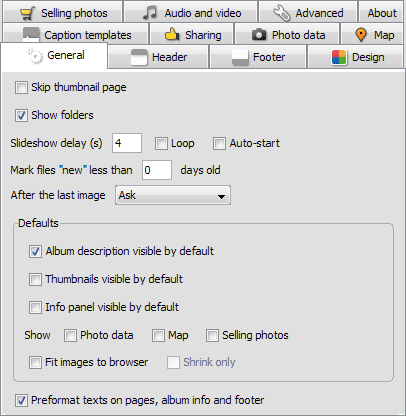 Selling photos Audio and video Advanced About
Caption templates Sharing Photo data Map
General Header Footer Design
Skip thumbnail page
Show folders
Slideshow delay (s) 4 Loop Auto-start
Mark files "new" less than 0 days old
After the last image Ask
Defaults
Album description visible by default
Thumbnails visible by default
Info panel visible by default
Show Photo data Map Selling photos
Fit images to browser Shrink only
Preformat texts on pages, album info and footer